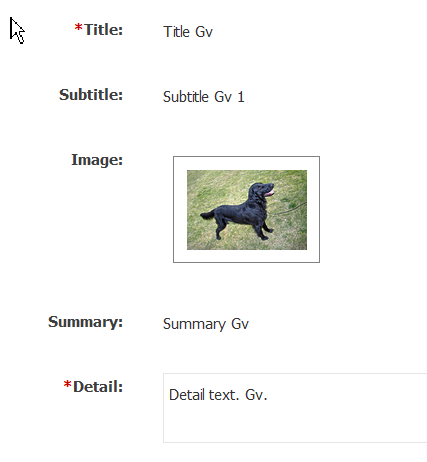 *Title: Title Gv
Subtitle: Subtitle Gv 1
Image:
Summary: Summary Gv
*Detail: Detail text. Gv.